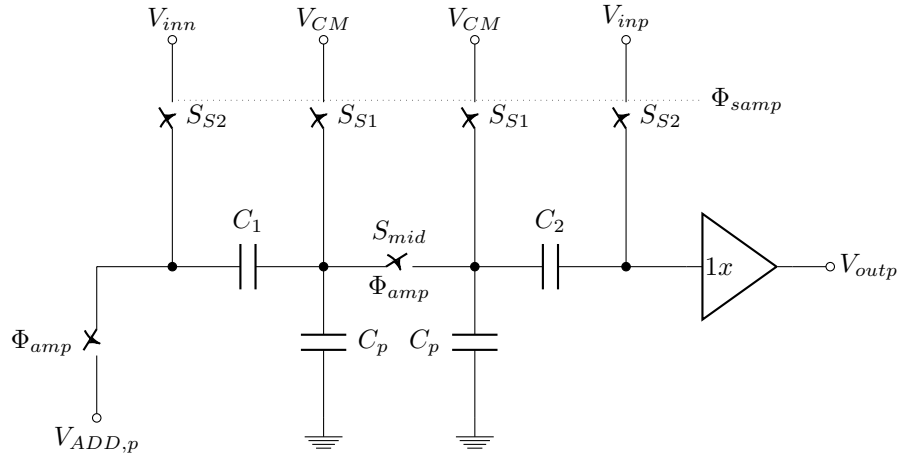 V_{inn} V_{CM} V_{CM} V_{inp}
S_{S2} S_{S1} S_{S1} S_{S2} Φ_{samp}
C_1 S_{mid} C_2
Φ_{amp} 1x V_{outp}
Φ_{amp} C_p C_p
V_{ADD,p}